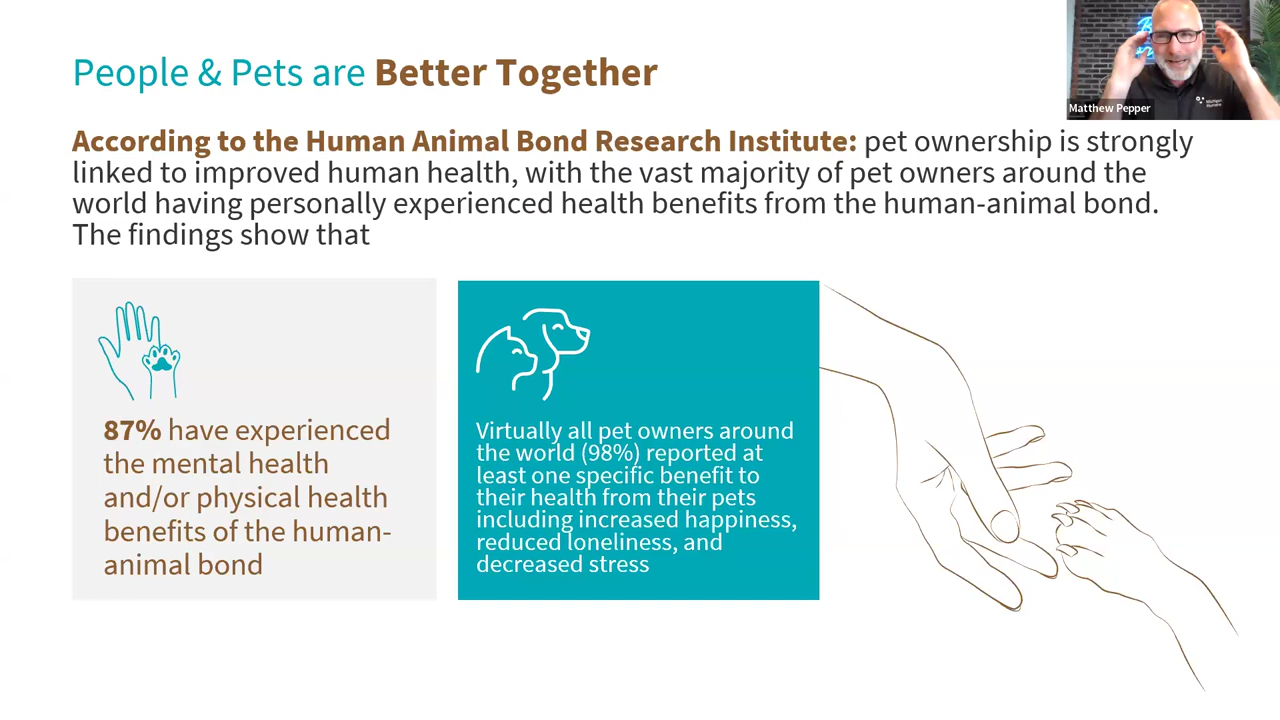 People & Pets are Better Together
Matthew Pepper
According to the Human Animal Bond Research Institute: pet ownership is strongly
linked to improved human health, with the vast majority of pet owners around the
world having personally experienced health benefits from the human-animal bond.
The findings show that
87% have experienced
the mental health
and/or physical health
benefits of the human-
animal bond
Virtually all pet owners around
the world (98%) reported at
least one specific benefit to
their health from their pets
including increased happiness,
reduced loneliness, and
decreased stress